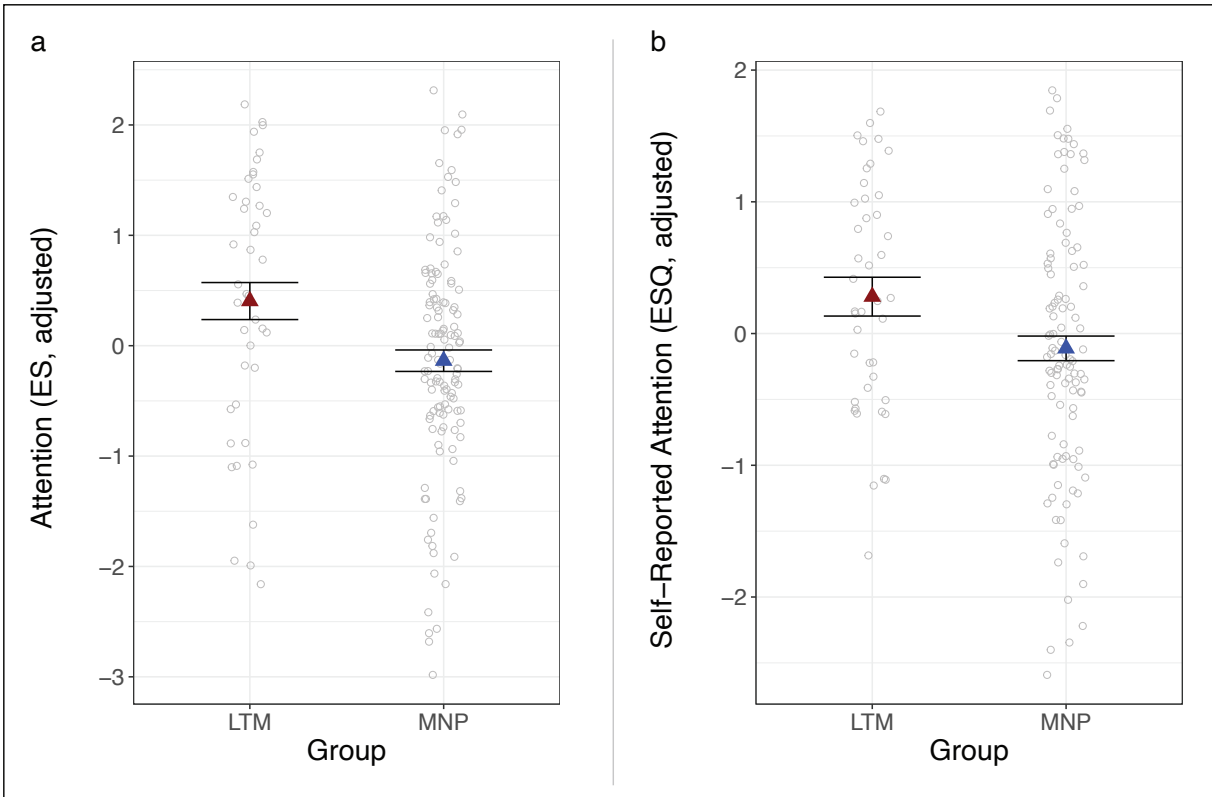 a
Attention (ES, adjusted)
2
1
0
−1
−2
−3
LTM
MNP
Group
b
Self−Reported Attention (ESQ, adjusted)
2
1
0
−1
−2
LTM
MNP
Group